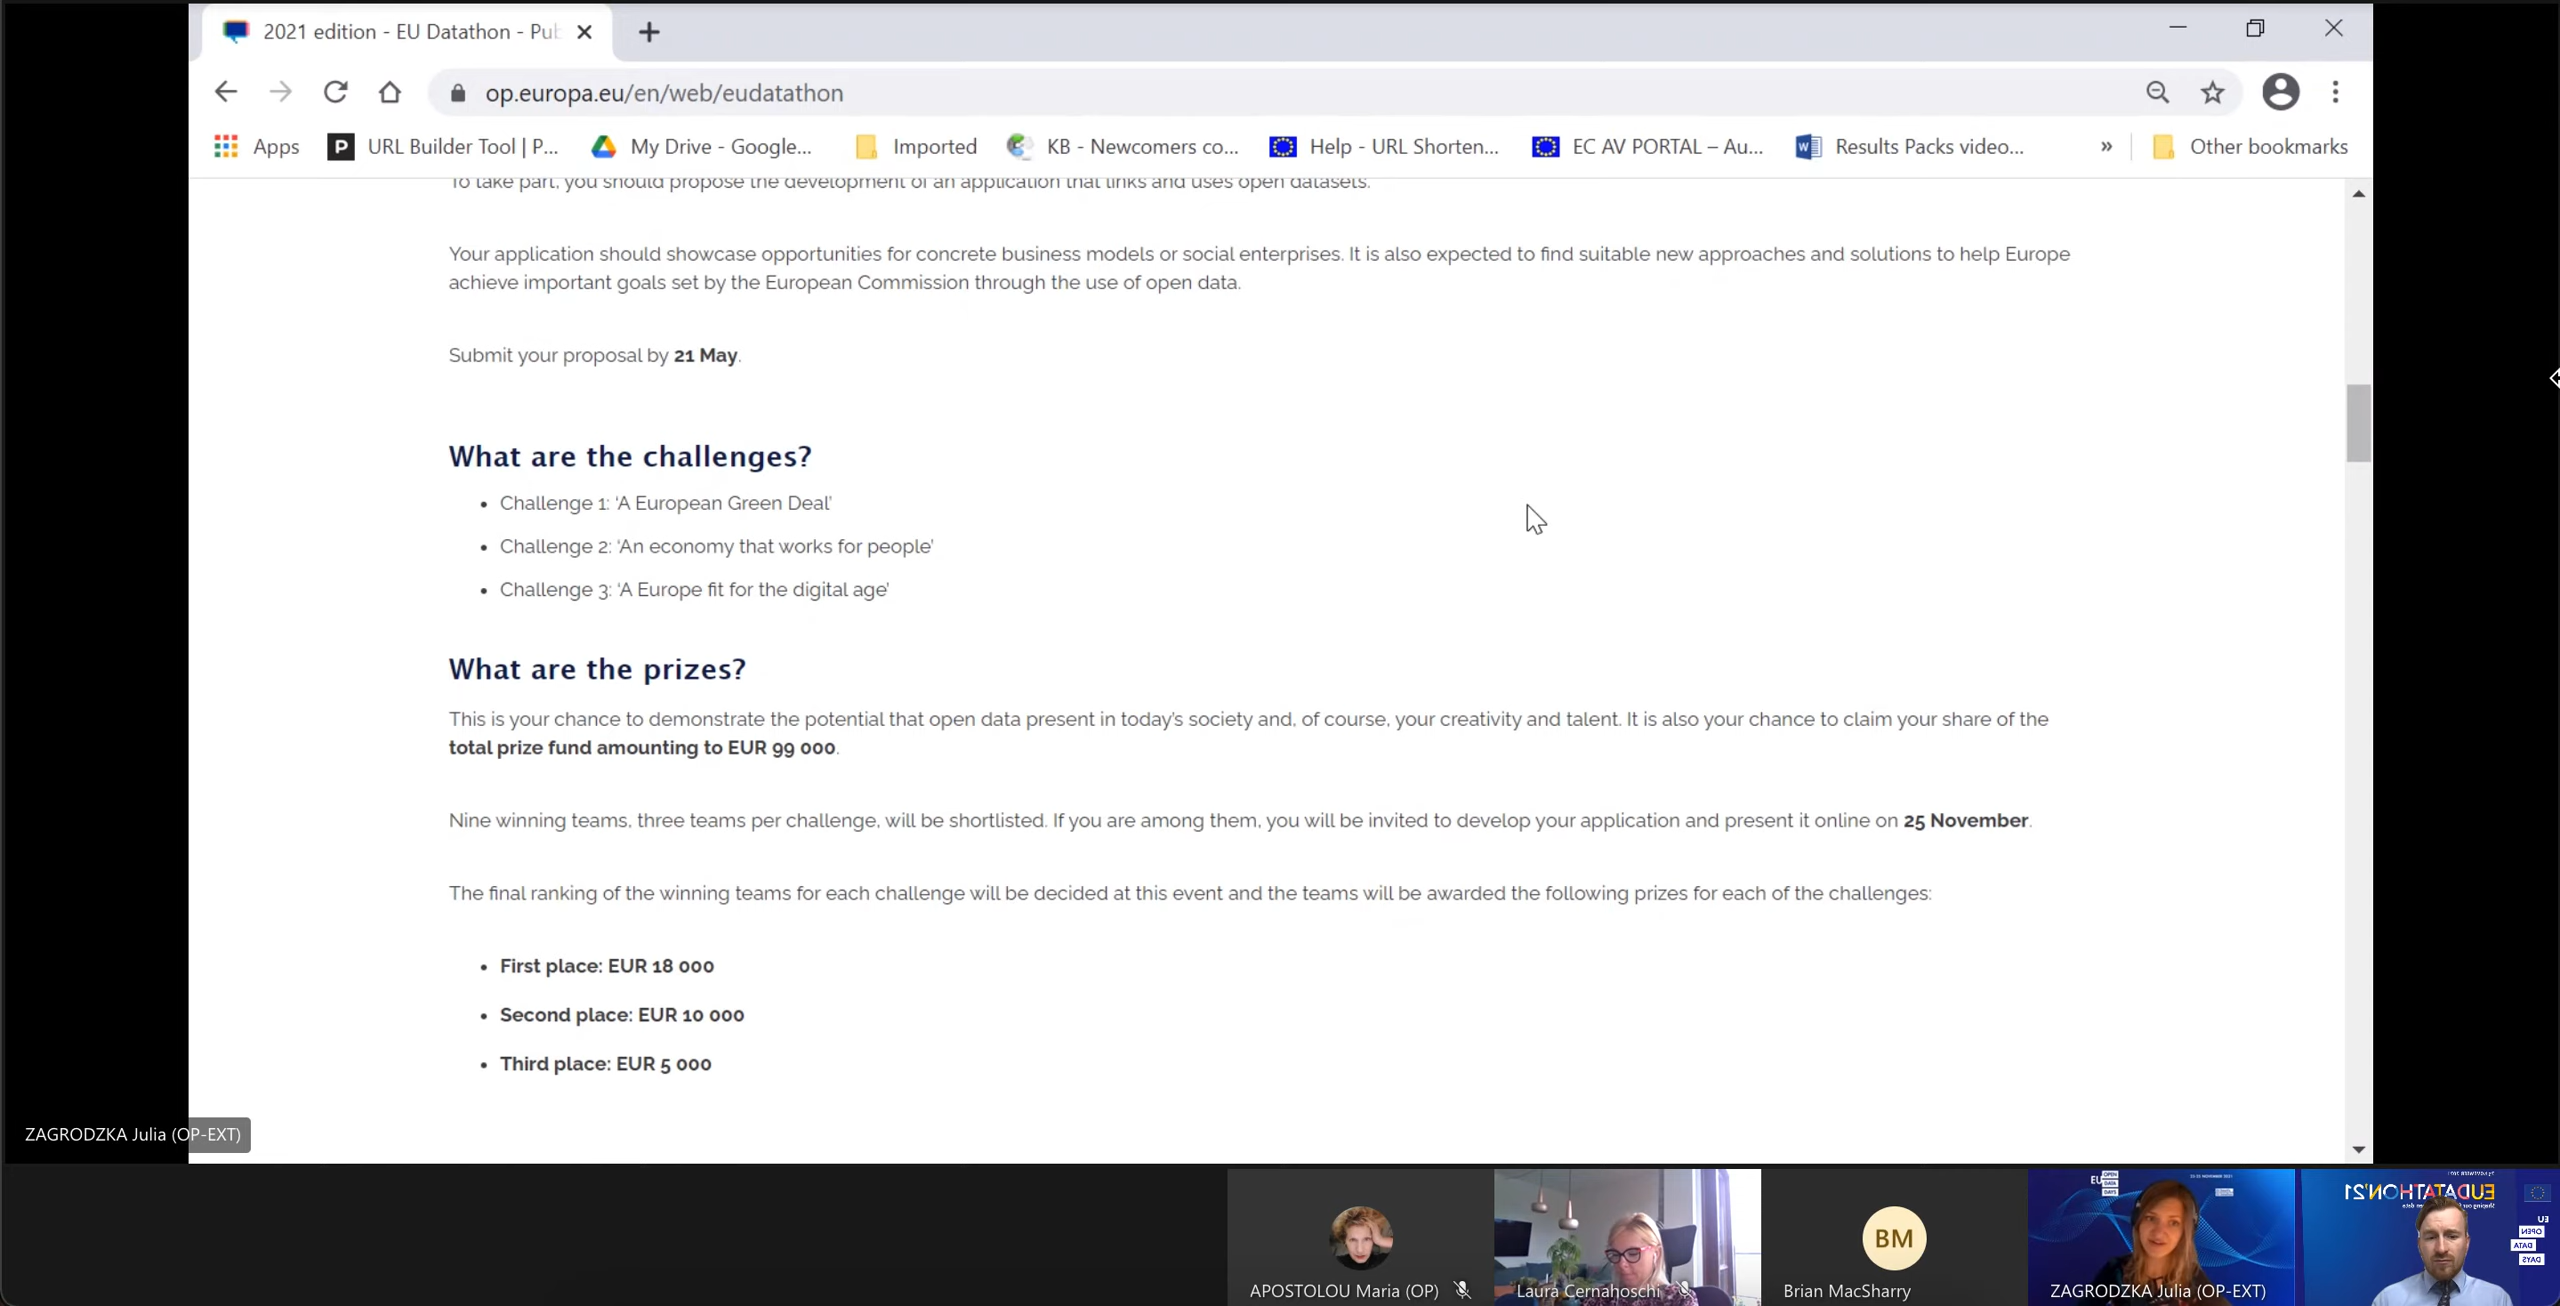 2021 edition - EU Datathon - Pub
op.europa.eu/en/web/eudatathon
Apps
URL Builder Tool | P...
My Drive - Google...
Imported
KB - Newcomers co...
Help - URL Shorten...
EC AV PORTAL – Au...
Results Packs video...
»
Other bookmarks
To take part, you should propose the development of an application that links and uses open datasets.
Your application should showcase opportunities for concrete business models or social enterprises. It is also expected to find suitable new approaches and solutions to help Europe
achieve important goals set by the European Commission through the use of open data.
Submit your proposal by 21 May.
What are the challenges?
• Challenge 1: ‘A European Green Deal’
• Challenge 2: ‘An economy that works for people’
• Challenge 3: ‘A Europe fit for the digital age’
What are the prizes?
This is your chance to demonstrate the potential that open data present in today’s society and, of course, your creativity and talent. It is also your chance to claim your share of the
total prize fund amounting to EUR 99 000.
Nine winning teams, three teams per challenge, will be shortlisted. If you are among them, you will be invited to develop your application and present it online on 25 November.
The final ranking of the winning teams for each challenge will be decided at this event and the teams will be awarded the following prizes for each of the challenges:
• First place: EUR 18 000
• Second place: EUR 10 000
• Third place: EUR 5 000
ZAGRODZKA Julia (OP-EXT)
APOSTOLOU Maria (OP)
Laura Cernahoschi
BM
Brian MacSharry
EU
OPEN
DATA
DAYS
ZAGRODZKA Julia (OP-EXT)
EUDATATHON'21
EU
OPEN
DATA
DAYS